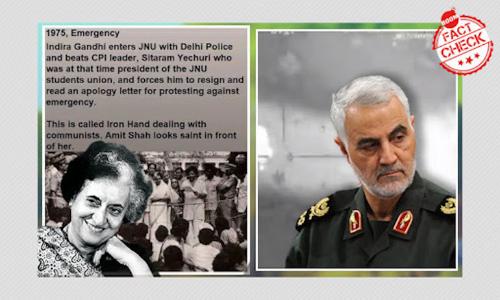 1975, Emergency
Indira Gandhi enters JNU with Delhi Police
and beats CPI leader, Sitaram Yechuri who
was at that time president of the JNU
students union, and forces him to resign and
read an apology letter for protesting against
emergency.
This is called Iron Hand dealing with
communists. Amit Shah looks saint in front
of her.
BOOM
FACT
CHECK